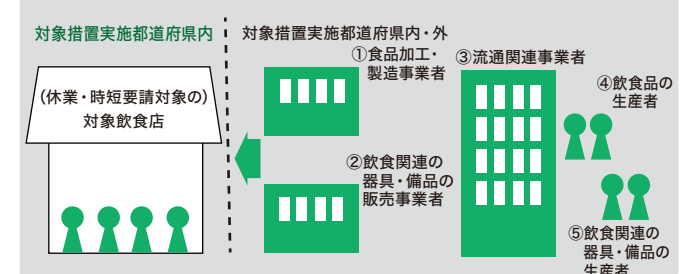 対象措置実施都道府県内
(休業・時短要請対象の)
対象飲食店
対象措置実施都道府県内・外
①食品加工・
製造事業者
②飲食関連の
器具・備品の
販売事業者
③流通関連事業者
④飲食品の
生産者
⑤飲食関連の
器具・備品の
生産者